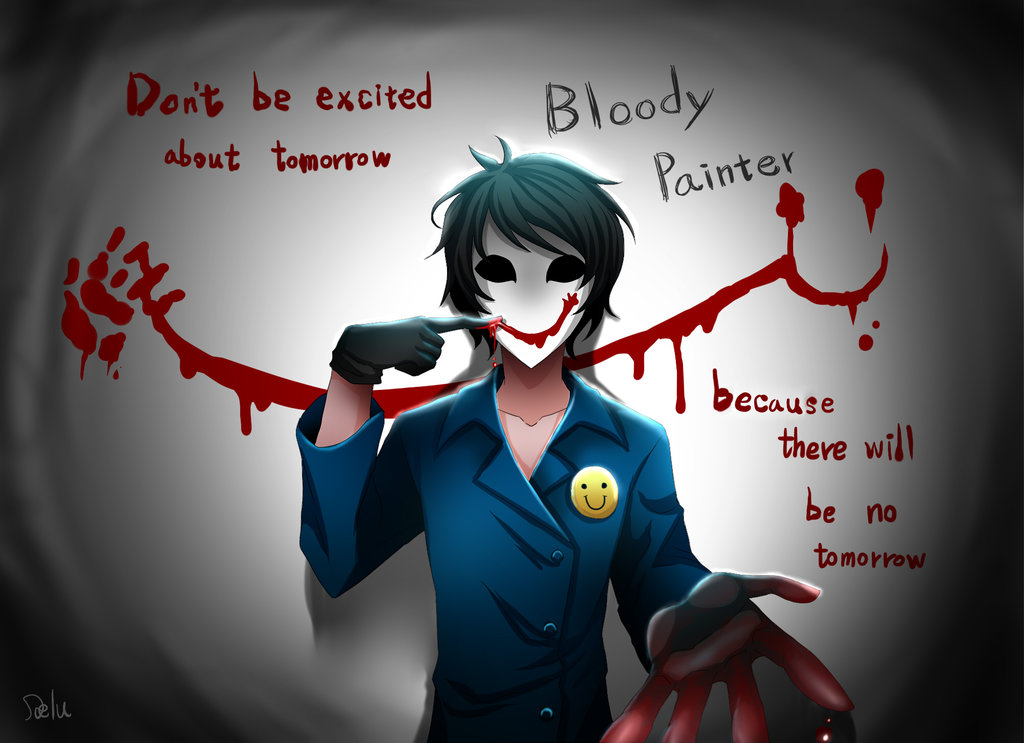 Don't be excited
about tomorrow
Bloody
Painter
because
there will
be no
tomorrow